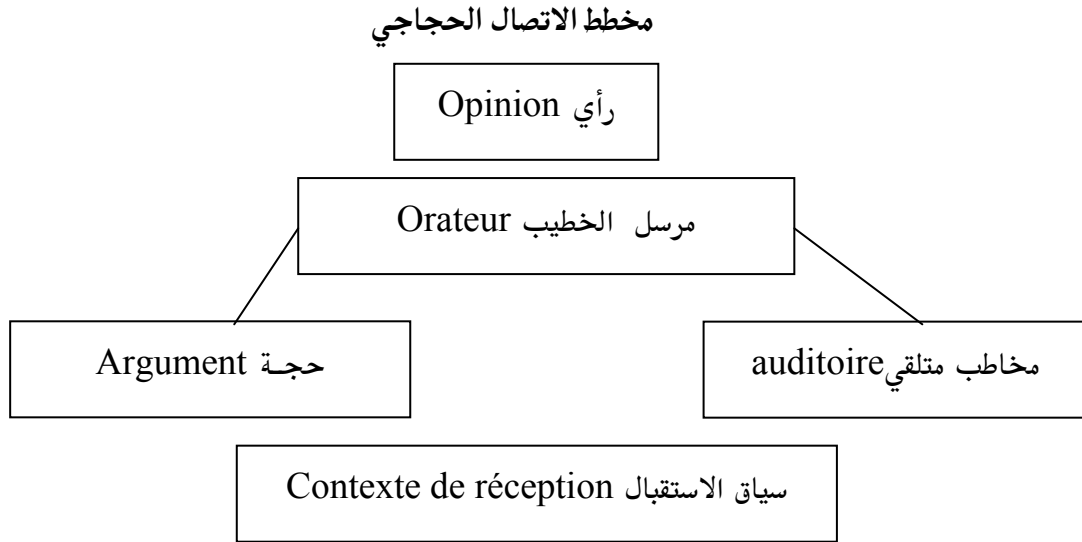 مخطط الاتصال الحجاجي
رأي Opinion
مرسل الخطيب Orateur
حجـة Argument
مخاطب متلقيauditoire
سياق الاستقبال Contexte de réception